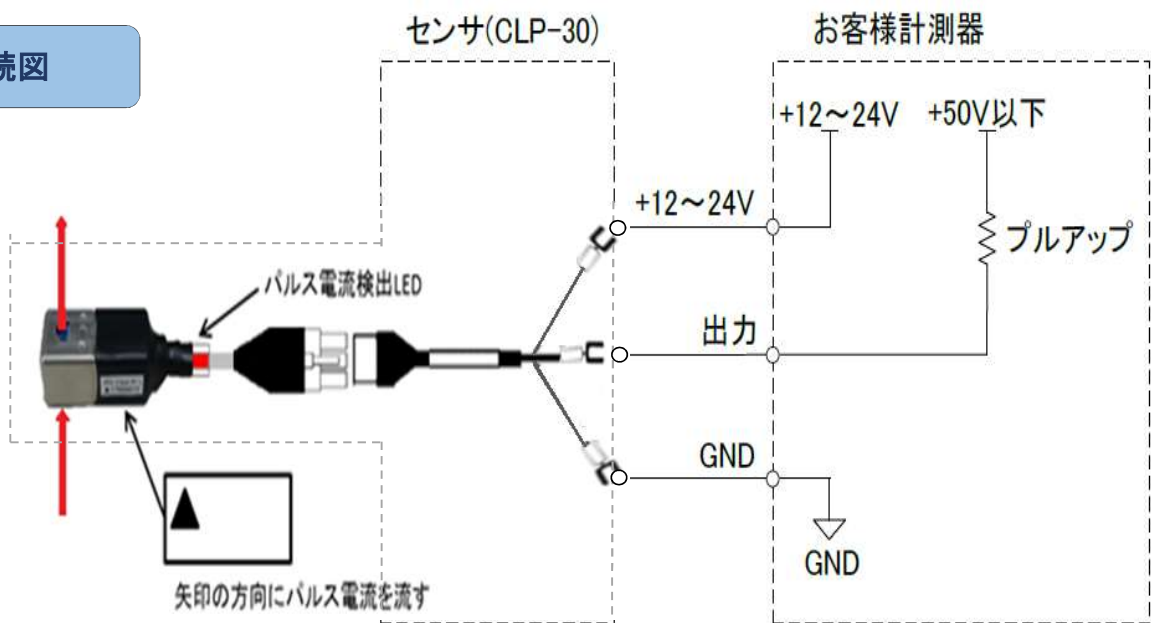 続図
センサ(CLP-30)
お客様計測器
+12～24V
+50V以下
+12～24V
プルアップ
パルス電流検出LED
出力
GND
GND
矢印の方向にパルス電流を流す